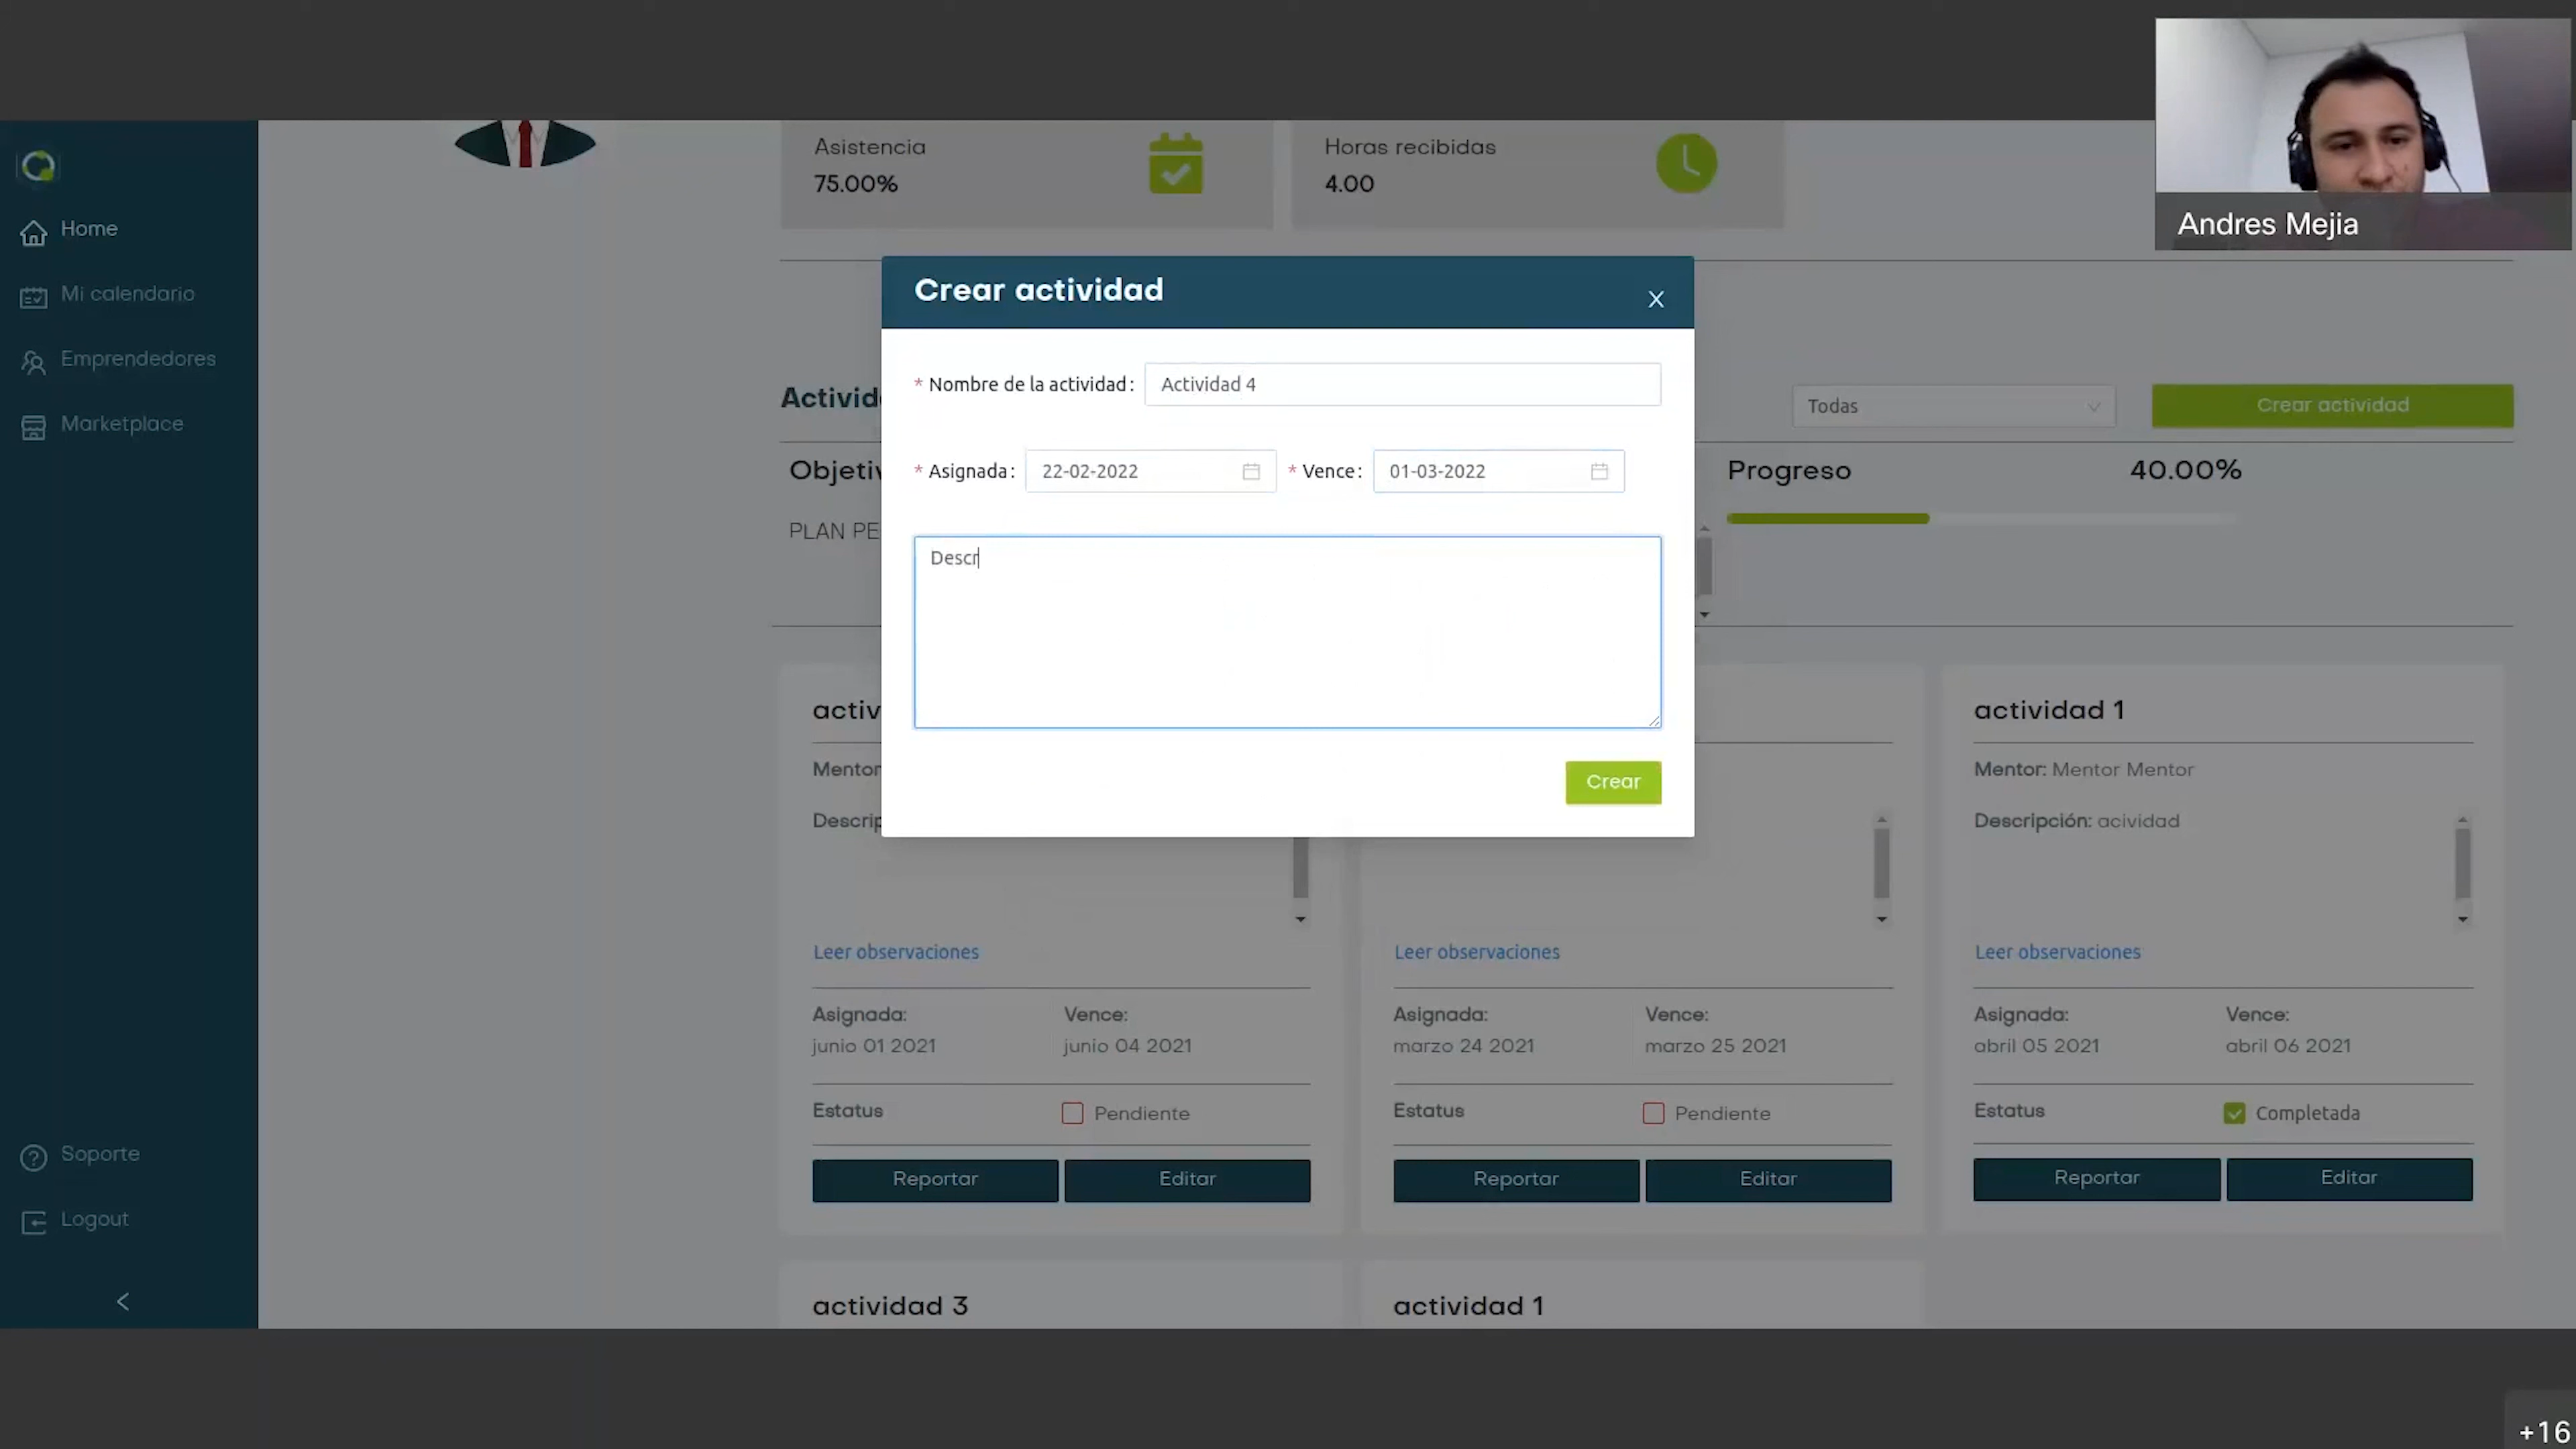 Andres Mejia
Home
Mi calendario
Emprendedores
Marketplace
Soporte
Logout
Asistencia
75.00%
Horas recibidas
4.00
Crear actividad
* Nombre de la actividad: Actividad 4
* Asignada: 22-02-2022 * Vence: 01-03-2022
Descr
Crear
Activid
Todas
Crear actividad
Objetiv
PLAN PE
Progreso 40.00%
activ
Mentor
Descrip
Leer observaciones
Asignada: Vence:
junio 01 2021 junio 04 2021
Estatus Pendiente
Reportar Editar
Leer observaciones
Asignada: Vence:
marzo 24 2021 marzo 25 2021
Estatus Pendiente
Reportar Editar
actividad 1
Mentor: Mentor Mentor
Descripción: acividad
Leer observaciones
Asignada: Vence:
abril 05 2021 abril 06 2021
Estatus Completada
Reportar Editar
actividad 3
actividad 1
+16